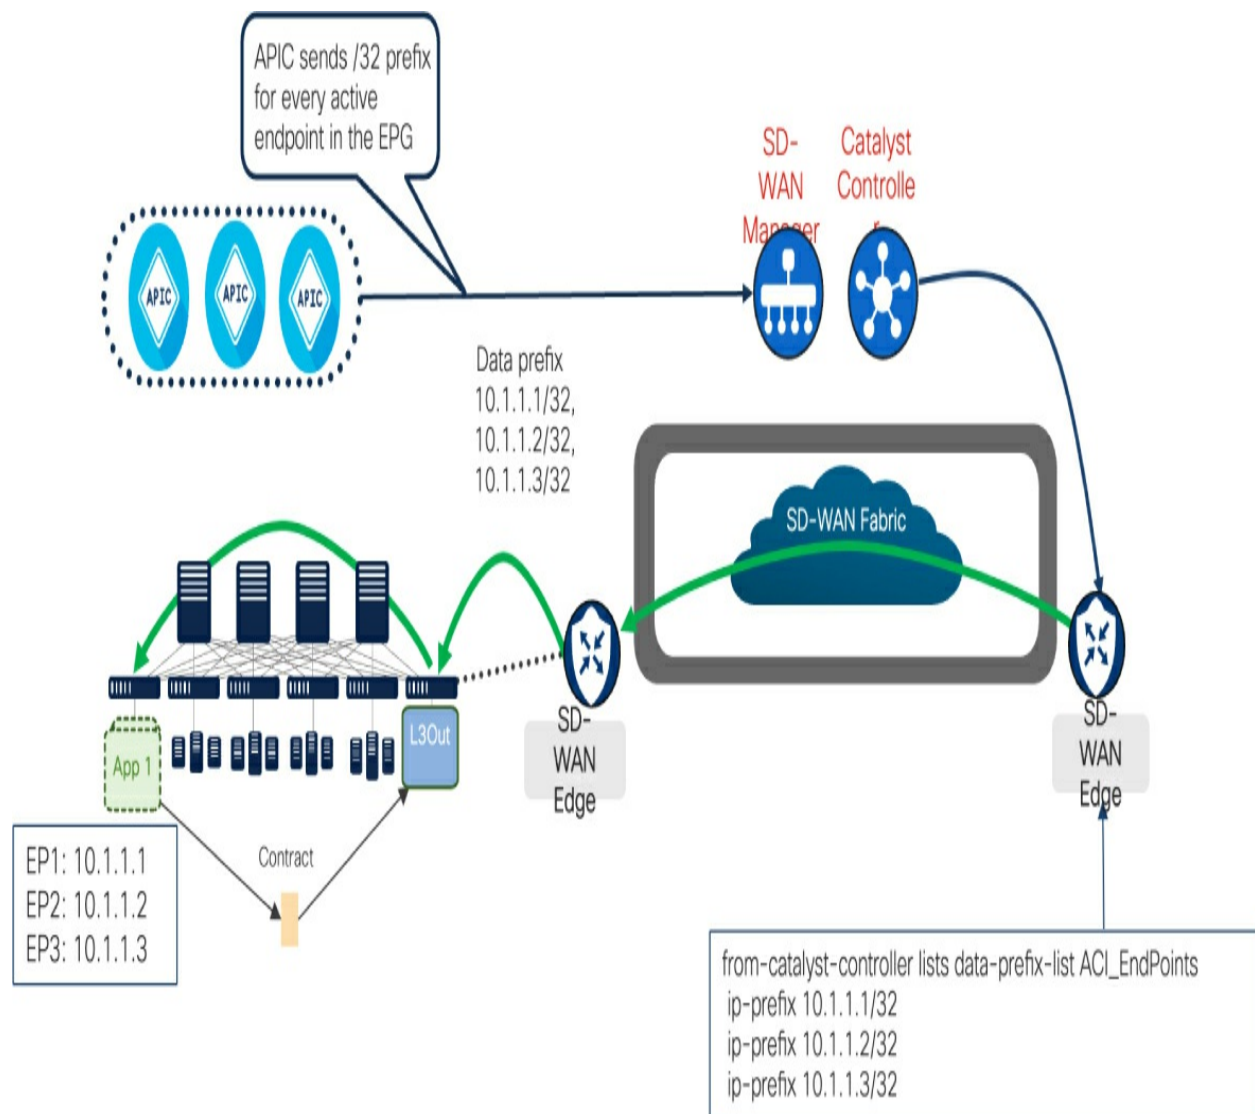 APIC sends /32 prefix
for every active
endpoint in the EPG
SD-
WAN
Manager
Catalyst
Controlle
r
APIC
APIC
APIC
Data prefix
10.1.1.1/32,
10.1.1.2/32,
10.1.1.3/32
SD-WAN Fabric
App 1
L3Out
SD-
WAN
Edge
SD-
WAN
Edge
Contract
EP1: 10.1.1.1
EP2: 10.1.1.2
EP3: 10.1.1.3
from-catalyst-controller lists data-prefix-list ACI_EndPoints
ip-prefix 10.1.1.1/32
ip-prefix 10.1.1.2/32
ip-prefix 10.1.1.3/32